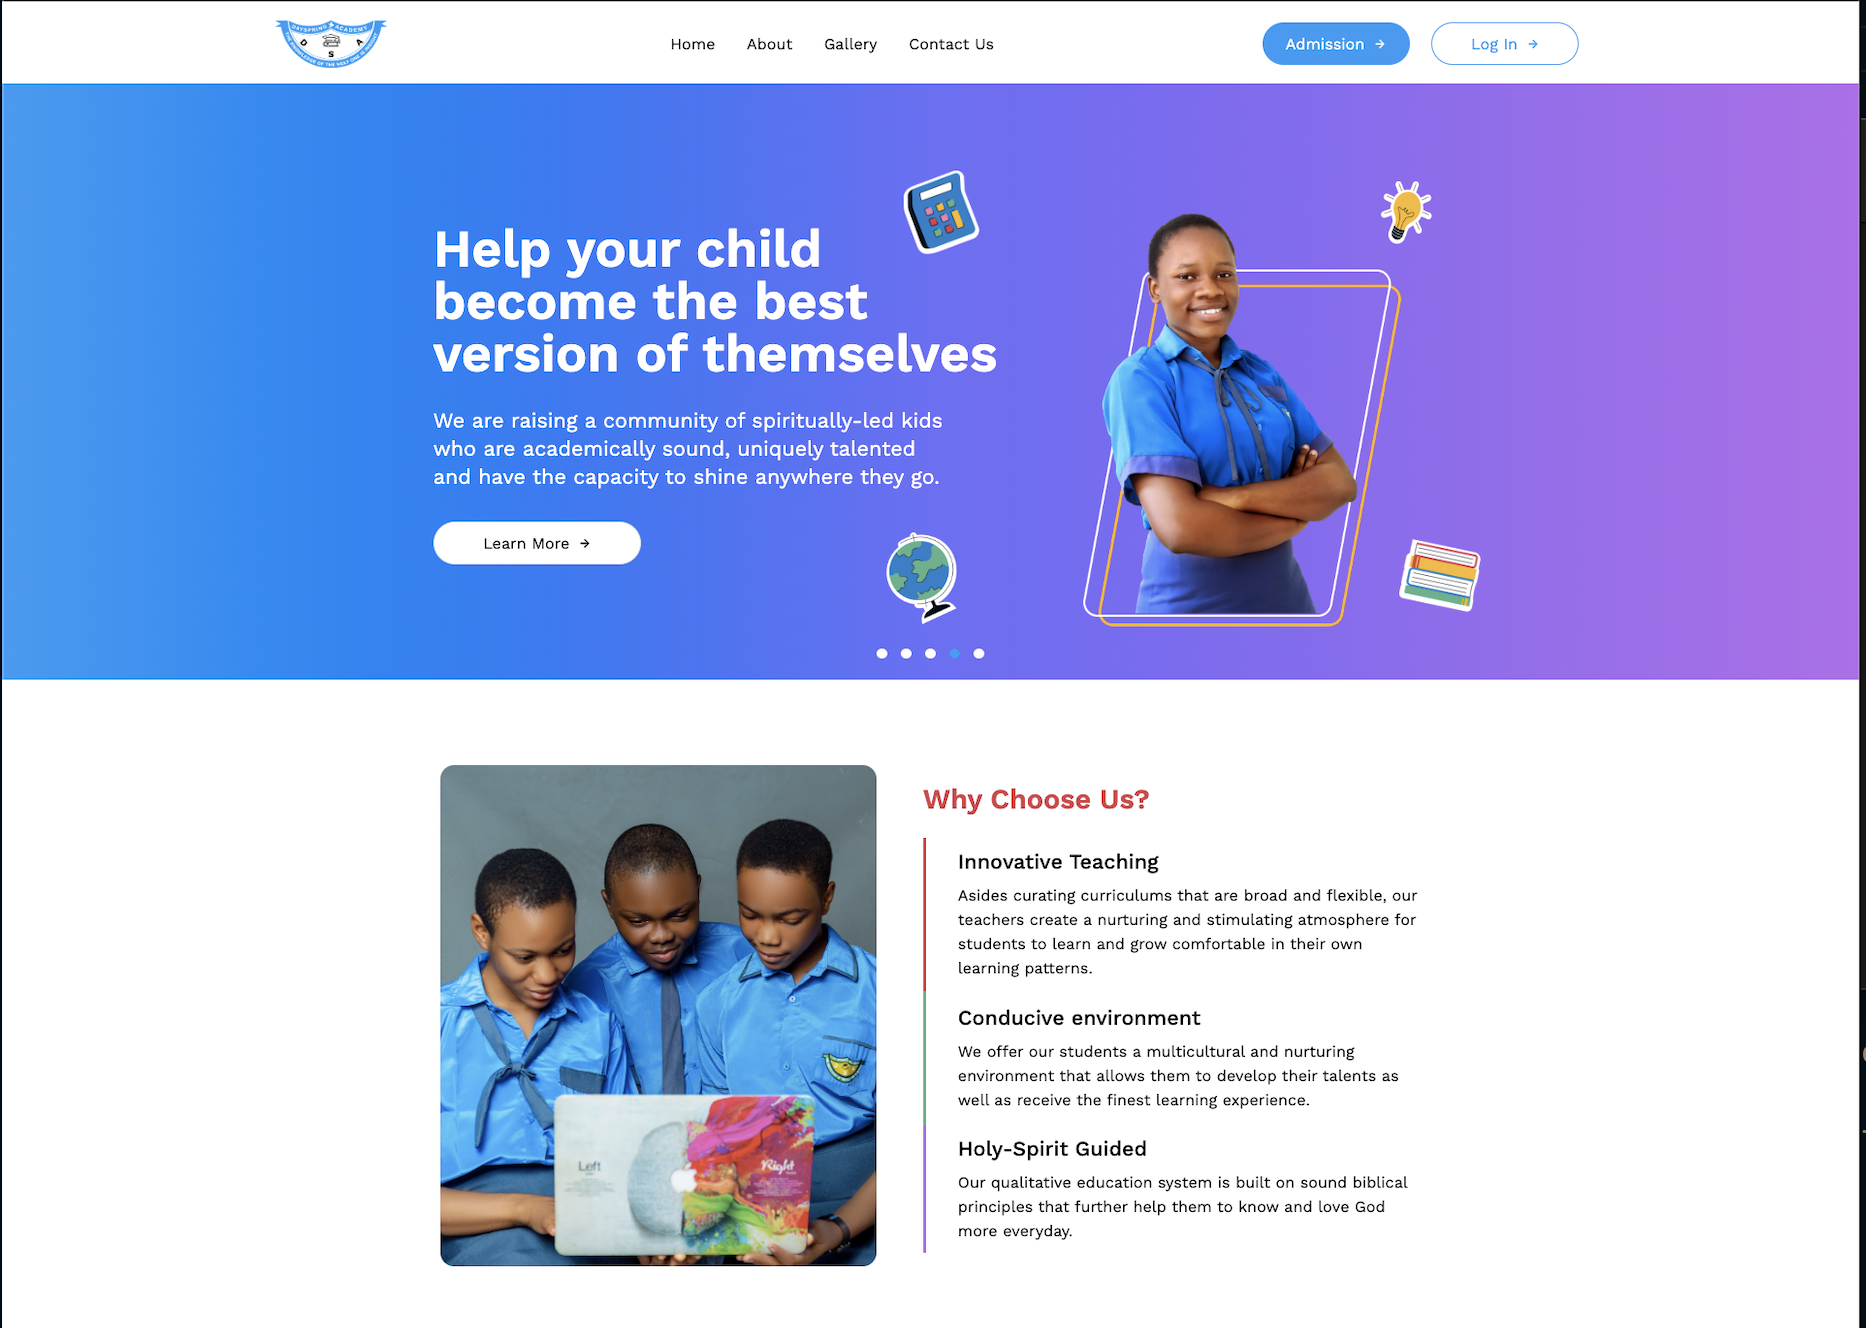 DAYSPRING ACADEMY
D S A
Home About Gallery Contact Us
Admission →
Log In →
Help your child
become the best
version of themselves
We are raising a community of spiritually-led kids
who are academically sound, uniquely talented
and have the capacity to shine anywhere they go.
Learn More →
Left
Right
Why Choose Us?
Innovative Teaching
Asides curating curriculums that are broad and flexible, our
teachers create a nurturing and stimulating atmosphere for
students to learn and grow comfortable in their own
learning patterns.
Conducive environment
We offer our students a multicultural and nurturing
environment that allows them to develop their talents as
well as receive the finest learning experience.
Holy-Spirit Guided
Our qualitative education system is built on sound biblical
principles that further help them to know and love God
more everyday.